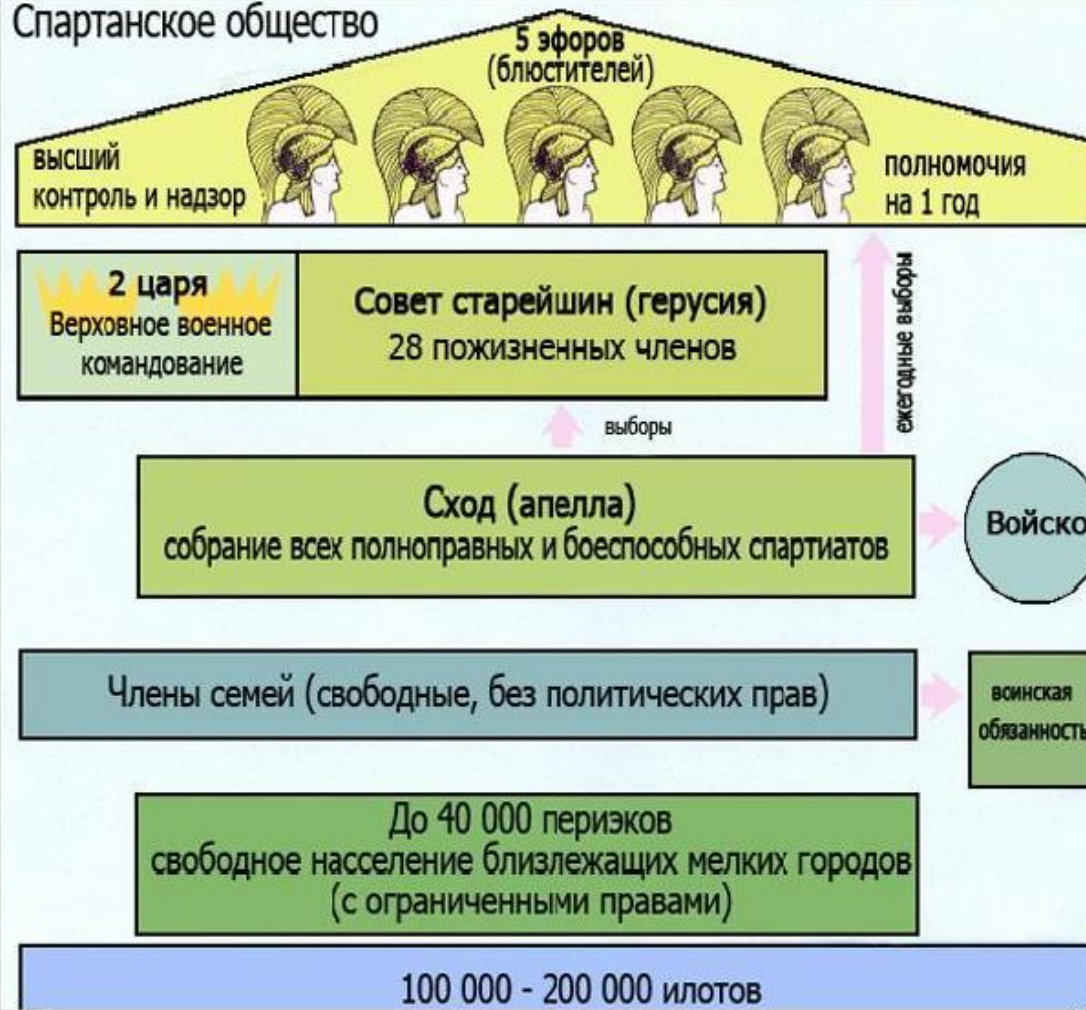 Спартанское общество
5 эфоров
(блюстителей)
высший
контроль и надзор
полномочия
на 1 год
2 царя
Верховное военное
командование
Совет старейшин (герусия)
28 пожизненных членов
ежегодные выборы
выборы
Сход (апелла)
собрание всех полноправных и боеспособных спартиатов
Войско
Члены семей (свободные, без политических прав)
воинская
обязанность
До 40 000 периэков
свободное насселение близлежащих мелких городов
(с ограниченными правами)
100 000 - 200 000 илотов